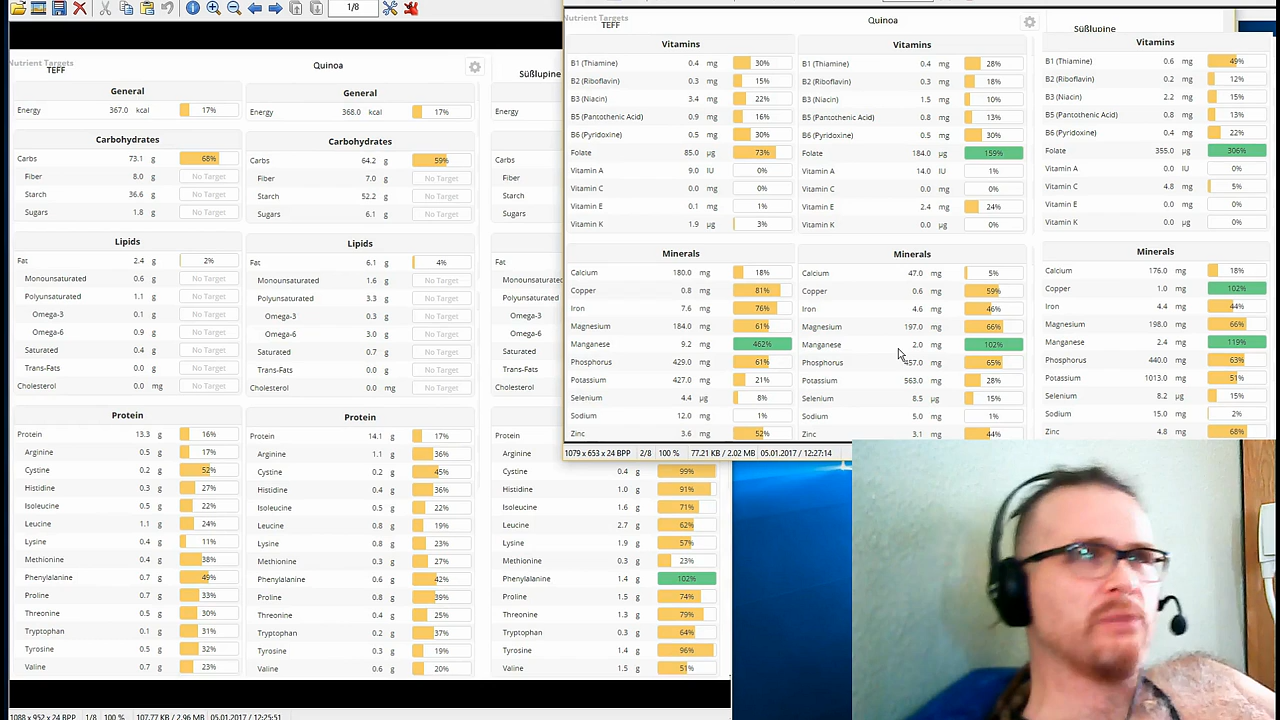 1/8
Nutrient Targets
TEFF
Quinoa
Süßlupine
General
Energy 367.0 kcal 17%
Carbohydrates
Carbs 73.1 g 68%
Fiber 8.0 g No Target
Starch 36.6 g No Target
Sugars 1.8 g No Target
Lipids
Fat 2.4 g 2%
Monounsaturated 0.6 g No Target
Polyunsaturated 1.1 g No Target
Omega-3 0.1 g No Target
Omega-6 0.9 g No Target
Saturated 0.4 g No Target
Trans-Fats 0.0 g No Target
Cholesterol 0.0 mg No Target
Protein
Protein 13.3 g 16%
Arginine 0.5 g 17%
Cystine 0.2 g 52%
Histidine 0.3 g 27%
Isoleucine 0.5 g 22%
Leucine 1.1 g 24%
Lysine 0.4 g 11%
Methionine 0.4 g 38%
Phenylalanine 0.7 g 49%
Proline 0.7 g 33%
Threonine 0.5 g 30%
Tryptophan 0.1 g 31%
Tyrosine 0.5 g 32%
Valine 0.7 g 23%
General
Energy 368.0 kcal 17%
Carbohydrates
Carbs 64.2 g 59%
Fiber 7.0 g No Target
Starch 52.2 g No Target
Sugars 6.1 g No Target
Lipids
Fat 6.1 g 4%
Monounsaturated 1.6 g No Target
Polyunsaturated 3.3 g No Target
Omega-3 0.3 g No Target
Omega-6 3.0 g No Target
Saturated 0.7 g No Target
Trans-Fats 0.0 g No Target
Cholesterol 0.0 mg No Target
Protein
Protein 14.1 g 17%
Arginine 1.1 g 36%
Cystine 0.2 g 45%
Histidine 0.4 g 36%
Isoleucine 0.5 g 22%
Leucine 0.8 g 19%
Lysine 0.8 g 23%
Methionine 0.3 g 27%
Phenylalanine 0.6 g 42%
Proline 0.8 g 39%
Threonine 0.4 g 25%
Tryptophan 0.2 g 37%
Tyrosine 0.3 g 19%
Valine 0.6 g 20%
Energy
Carbs
Fiber
Starch
Sugars
Fat
Monounsaturated
Polyunsaturated
Omega-3
Omega-6
Saturated
Trans-Fats
Cholesterol
Protein
Arginine
Cystine 0.4 g 99%
Histidine 1.0 g 91%
Isoleucine 1.6 g 71%
Leucine 2.7 g 62%
Lysine 1.9 g 57%
Methionine 0.3 g 23%
Phenylalanine 1.4 g 102%
Proline 1.5 g 74%
Threonine 1.3 g 79%
Tryptophan 0.3 g 64%
Tyrosine 1.4 g 96%
Valine 1.5 g 51%
1088 x 952 x 24 BPP 1/8 100 % 107.77 KB / 2.96 MB 05.01.2017 / 12:25:51
Nutrient Targets
TEFF
Quinoa
Süßlupine
Vitamins
B1 (Thiamine) 0.4 mg 30%
B2 (Riboflavin) 0.3 mg 15%
B3 (Niacin) 3.4 mg 22%
B5 (Pantothenic Acid) 0.9 mg 16%
B6 (Pyridoxine) 0.5 mg 30%
Folate 85.0 µg 73%
Vitamin A 9.0 IU 0%
Vitamin C 0.0 mg 0%
Vitamin E 0.1 mg 1%
Vitamin K 1.9 µg 3%
Minerals
Calcium 180.0 mg 18%
Copper 0.8 mg 81%
Iron 7.6 mg 76%
Magnesium 184.0 mg 61%
Manganese 9.2 mg 462%
Phosphorus 429.0 mg 61%
Potassium 427.0 mg 21%
Selenium 4.4 µg 8%
Sodium 12.0 mg 1%
Zinc 3.6 mg 52%
Vitamins
B1 (Thiamine) 0.4 mg 28%
B2 (Riboflavin) 0.3 mg 18%
B3 (Niacin) 1.5 mg 10%
B5 (Pantothenic Acid) 0.8 mg 13%
B6 (Pyridoxine) 0.5 mg 30%
Folate 184.0 µg 159%
Vitamin A 14.0 IU 1%
Vitamin C 0.0 mg 0%
Vitamin E 2.4 mg 24%
Vitamin K 0.0 µg 0%
Minerals
Calcium 47.0 mg 5%
Copper 0.6 mg 59%
Iron 4.6 mg 46%
Magnesium 197.0 mg 66%
Manganese 2.0 mg 102%
Phosphorus 457.0 mg 65%
Potassium 563.0 mg 28%
Selenium 8.5 µg 15%
Sodium 5.0 mg 1%
Zinc 3.1 mg 44%
Vitamins
B1 (Thiamine) 0.6 mg 49%
B2 (Riboflavin) 0.2 mg 12%
B3 (Niacin) 2.2 mg 15%
B5 (Pantothenic Acid) 0.8 mg 13%
B6 (Pyridoxine) 0.4 mg 22%
Folate 355.0 µg 306%
Vitamin A 0.0 IU 0%
Vitamin C 4.8 mg 5%
Vitamin E 0.0 mg 0%
Vitamin K 0.0 µg 0%
Minerals
Calcium 176.0 mg 18%
Copper 1.0 mg 102%
Iron 4.4 mg 44%
Magnesium 198.0 mg 66%
Manganese 2.4 mg 119%
Phosphorus 440.0 mg 63%
Potassium 1013.0 mg 51%
Selenium 8.2 µg 15%
Sodium 15.0 mg 2%
Zinc 4.8 mg 68%
1079 x 653 x 24 BPP 2/8 100 % 77.21 KB / 2.02 MB 05.01.2017 / 12:27:14